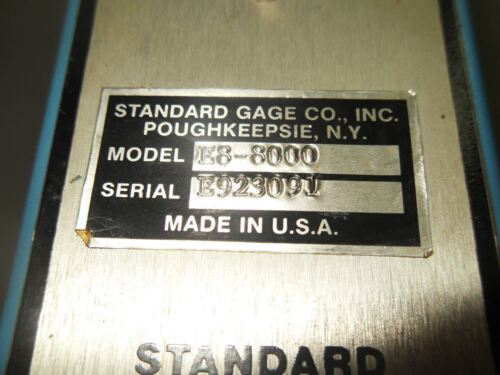 STANDARD GAGE CO., INC.
POUGHKEEPSIE, N.Y.
MODEL E8-8000
SERIAL E923091
MADE IN U.S.A.
STANDARD